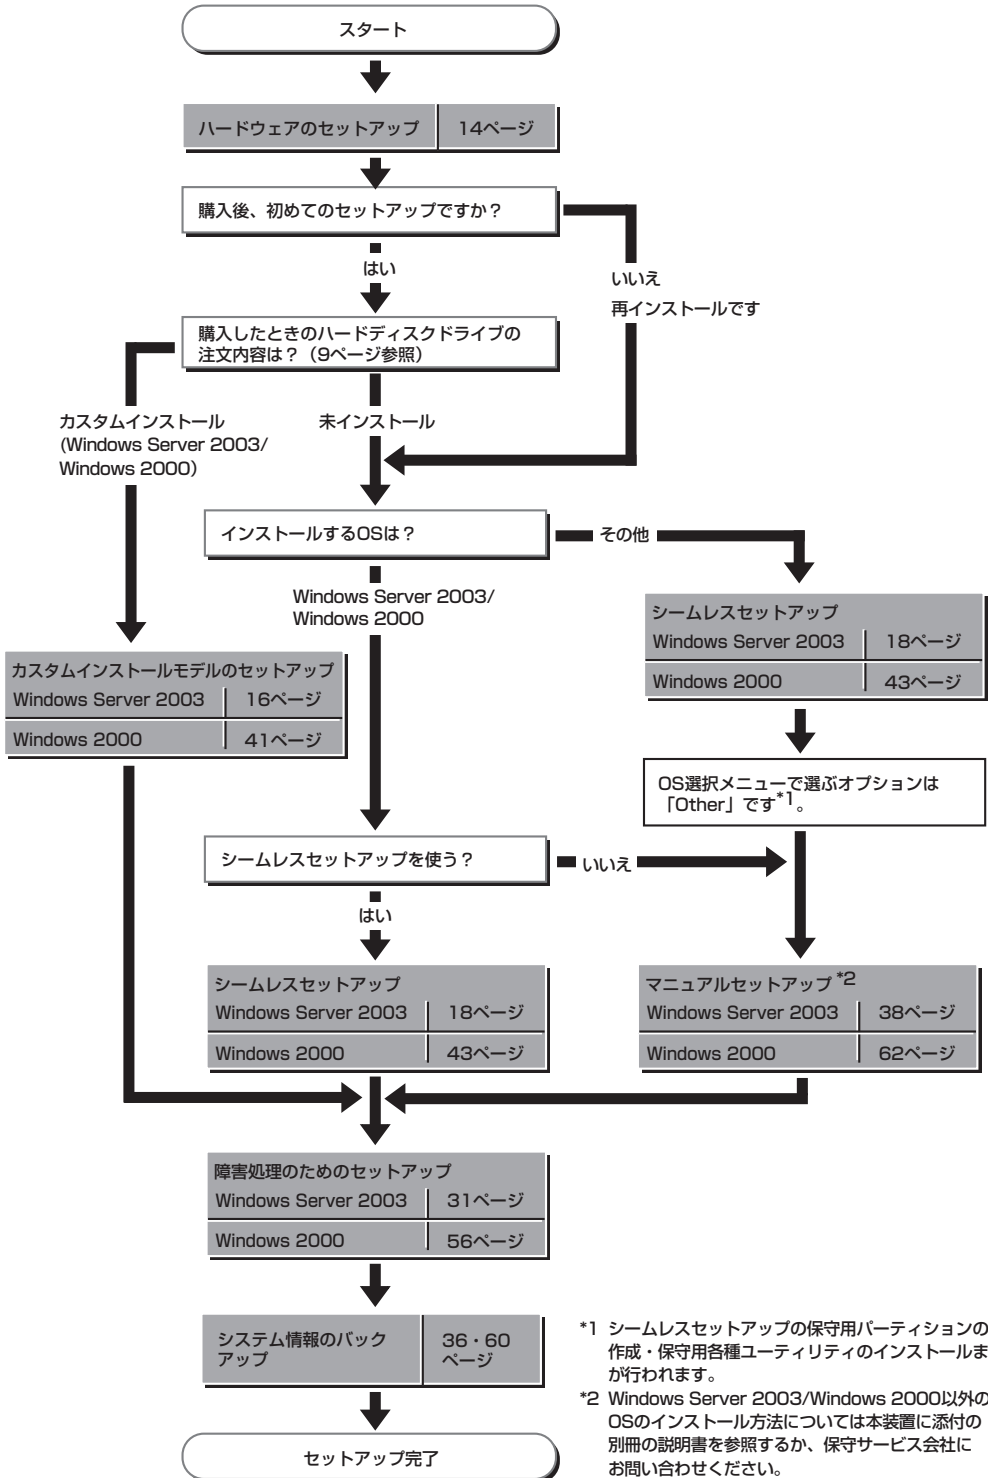 スタート
ハードウェアのセットアップ 14ページ
購入後、初めてのセットアップですか？
はい
いいえ
再インストールです
購入したときのハードディスクドライブの
注文内容は？（9ページ参照）
カスタムインストール
(Windows Server 2003/
Windows 2000)
未インストール
インストールするOSは？
その他
Windows Server 2003/
Windows 2000
シームレスセットアップ
Windows Server 2003 18ページ
Windows 2000 43ページ
カスタムインストールモデルのセットアップ
Windows Server 2003 16ページ
Windows 2000 41ページ
OS選択メニューで選ぶオプションは
「Other」です*1。
シームレスセットアップを使う？
いいえ
はい
シームレスセットアップ
Windows Server 2003 18ページ
Windows 2000 43ページ
マニュアルセットアップ*2
Windows Server 2003 38ページ
Windows 2000 62ページ
障害処理のためのセットアップ
Windows Server 2003 31ページ
Windows 2000 56ページ
システム情報のバック
アップ
36・60
ページ
セットアップ完了
*1 シームレスセットアップの保守用パーティションの
作成・保守用各種ユーティリティのインストールま
が行われます。
*2 Windows Server 2003/Windows 2000以外の
OSのインストール方法については本装置に添付の
別冊の説明書を参照するか、保守サービス会社に
お問い合わせください。